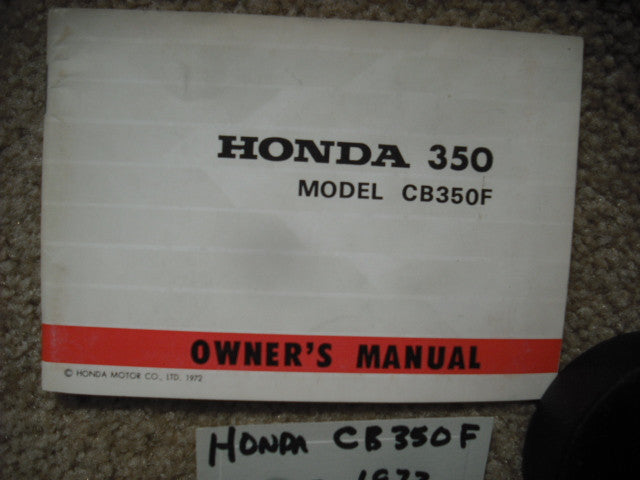 HONDA 350
MODEL CB350F
OWNER'S MANUAL
© HONDA MOTOR CO., LTD. 1972
HONDA CB350F